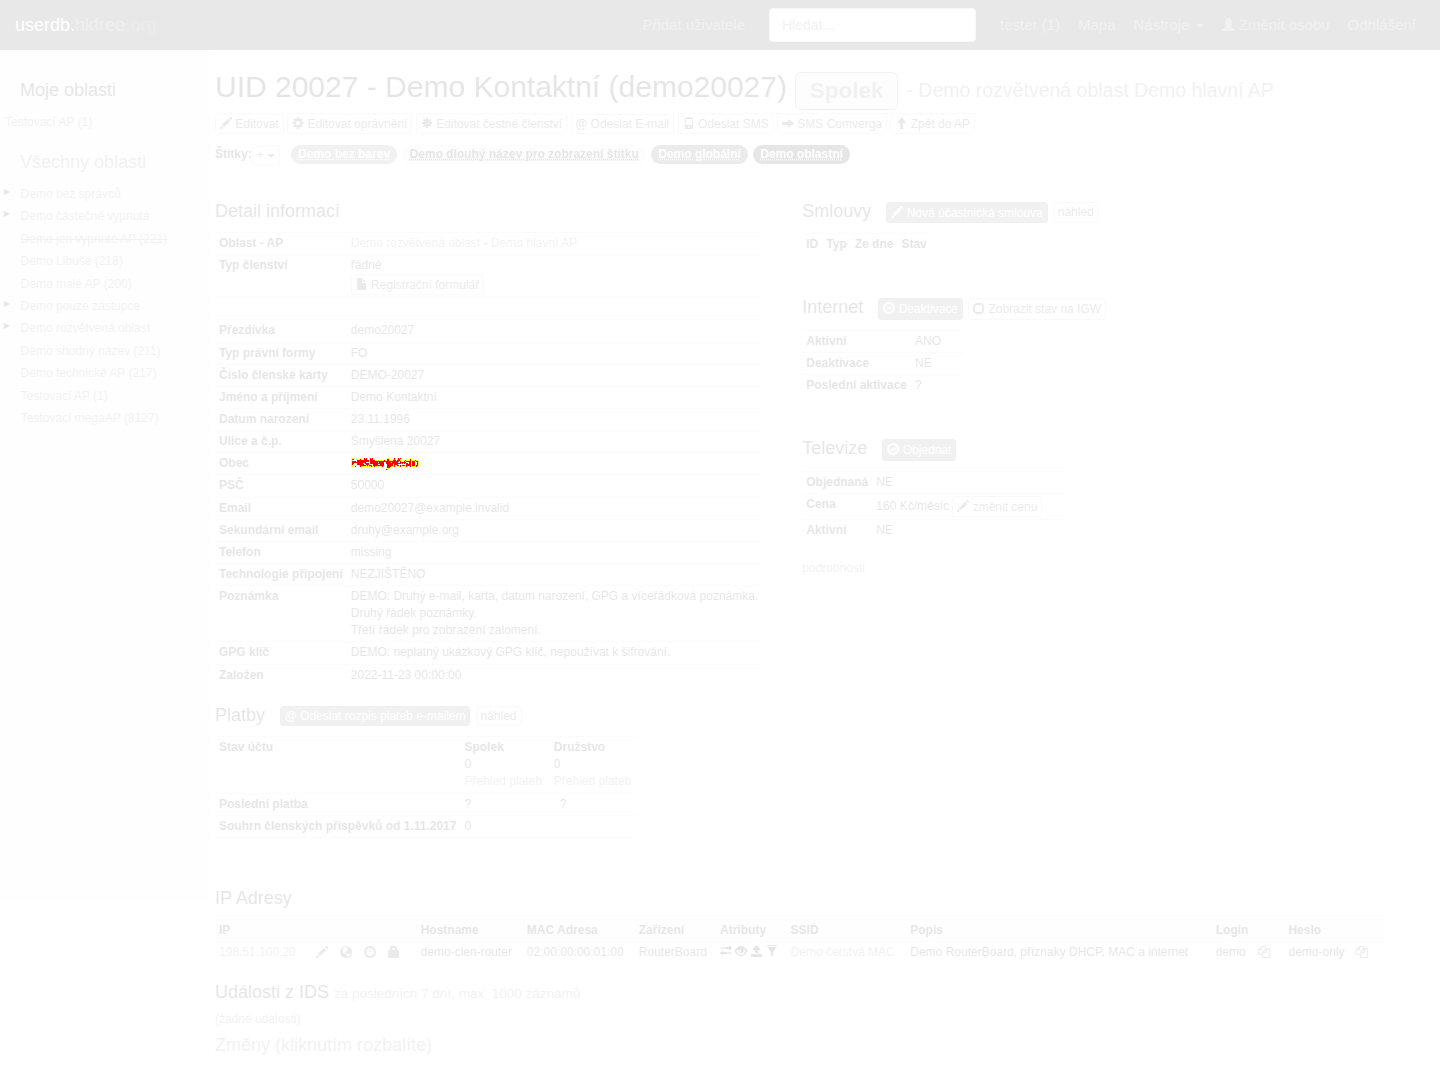 userdb.hkfree.org
Přidat uživatele
Hledat...
tester (1)
Mapa
Nástroje
Změnit osobu
Odhlášení
Moje oblasti
Testovací AP (1)
Všechny oblasti
Demo bez správců
Demo částečně vypnutá
Demo jen vypnuté AP (221)
Demo Libuše (218)
Demo malé AP (200)
Demo pouze zástupce
Demo rozvětvená oblast
Demo shodný název (211)
Demo technické AP (217)
Testovací AP (1)
Testovací megaAP (8127)
UID 20027 - Demo Kontaktní (demo20027) Spolek - Demo rozvětvená oblast Demo hlavní AP
Editovat
Editovat oprávnění
Editovat čestné členství
@ Odeslat E-mail
Odeslat SMS
SMS Comverga
Zpět do AP
Štítky: +
Demo bez barev
Demo dlouhý název pro zobrazení štítku
Demo globální
Demo oblastní
Detail informací
Oblast - AP Demo rozvětvená oblast - Demo hlavní AP
Typ členství řádné
Registrační formulář
Přezdívka demo20027
Typ právní formy FO
Číslo členské karty DEMO-20027
Jméno a příjmení Demo Kontaktní
Datum narození 23.11.1996
Ulice a č.p. Smyšlená 20027
Obec
PSČ 50000
Email demo20027@example.invalid
Sekundární email druhy@example.org
Telefon missing
Technologie připojení NEZJIŠTĚNO
Poznámka DEMO: Druhý e-mail, karta, datum narození, GPG a víceřádková poznámka.
Druhý řádek poznámky.
Třetí řádek pro zobrazení zalomení.
GPG klíč DEMO: neplatný ukázkový GPG klíč, nepoužívat k šifrování.
Založen 2022-11-23 00:00:00
Smlouvy
Nová účastnická smlouva
náhled
ID Typ Ze dne Stav
Internet
Deaktivace
Zobrazit stav na IGW
Aktivní ANO
Deaktivace NE
Poslední aktivace ?
Televize
Objednat
Objednaná NE
Cena 160 Kč/měsíc změnit cenu
Aktivní NE
podrobnosti
Platby
@ Odeslat rozpis plateb e-mailem
náhled
Stav účtu Spolek Družstvo
0 0
Přehled plateb Přehled plateb
Poslední platba ? ?
Souhrn členských příspěvků od 1.11.2017 0
IP Adresy
IP Hostname MAC Adresa Zařízení Atributy SSID Popis Login Heslo
198.51.100.20 demo-clen-router 02:00:00:00:01:00 RouterBoard Demo čerstvá MAC Demo RouterBoard, příznaky DHCP, MAC a internet demo demo-only
Události z IDS za posledních 7 dní, max. 1000 záznamů
(žádné události)
Změny (kliknutím rozbalíte)